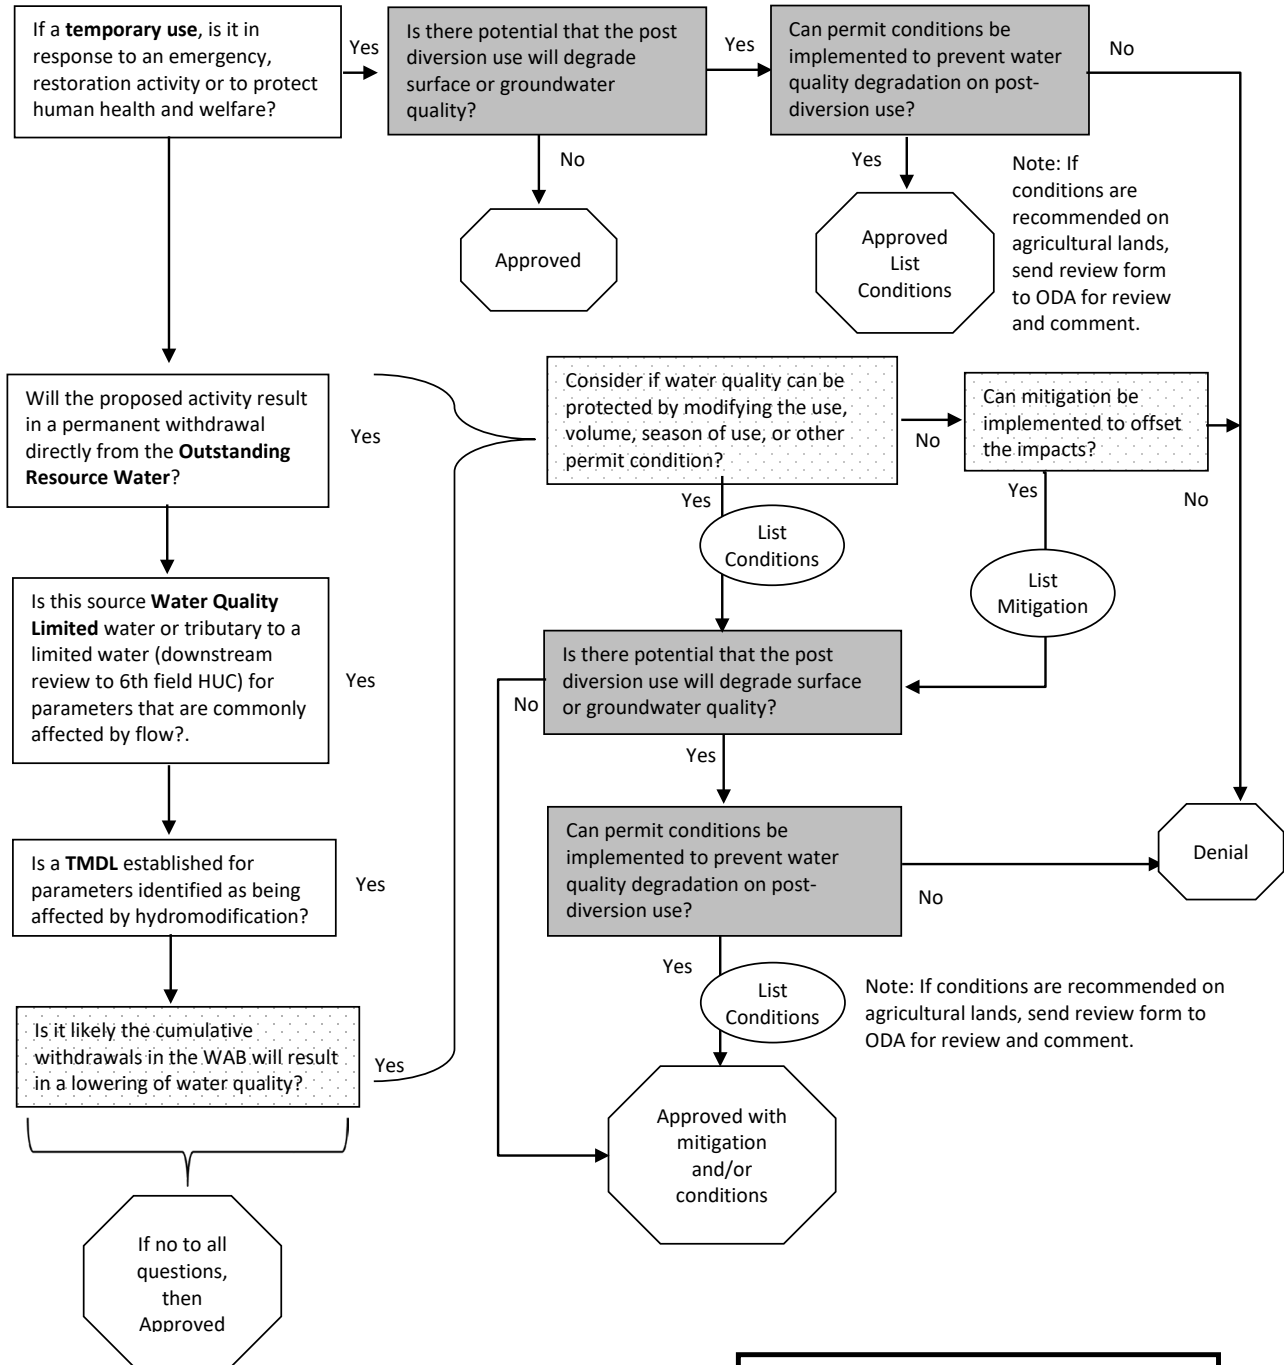 If a temporary use, is it in
response to an emergency,
restoration activity or to protect
human health and welfare?
Yes
Is there potential that the post
diversion use will degrade
surface or groundwater
quality?
Yes
Can permit conditions be
implemented to prevent water
quality degradation on post-
diversion use?
No
No
Approved
Yes
Approved
List
Conditions
Note: If
conditions are
recommended on
agricultural lands,
send review form
to ODA for review
and comment.
Will the proposed activity result
in a permanent withdrawal
directly from the Outstanding
Resource Water?
Yes
Consider if water quality can be
protected by modifying the use,
volume, season of use, or other
permit condition?
No
Can mitigation be
implemented to offset
the impacts?
No
Yes
List
Conditions
Yes
List
Mitigation
Is this source Water Quality
Limited water or tributary to a
limited water (downstream
review to 6th field HUC) for
parameters that are commonly
affected by flow?.
Yes
Is there potential that the post
diversion use will degrade surface
or groundwater quality?
No
Yes
Is a TMDL established for
parameters identified as being
affected by hydromodification?
Yes
Can permit conditions be
implemented to prevent water
quality degradation on post-
diversion use?
No
Denial
Yes
List
Conditions
Note: If conditions are recommended on
agricultural lands, send review form to
ODA for review and comment.
Is it likely the cumulative
withdrawals in the WAB will result
in a lowering of water quality?
Yes
Approved with
mitigation
and/or
conditions
If no to all
questions,
then
Approved